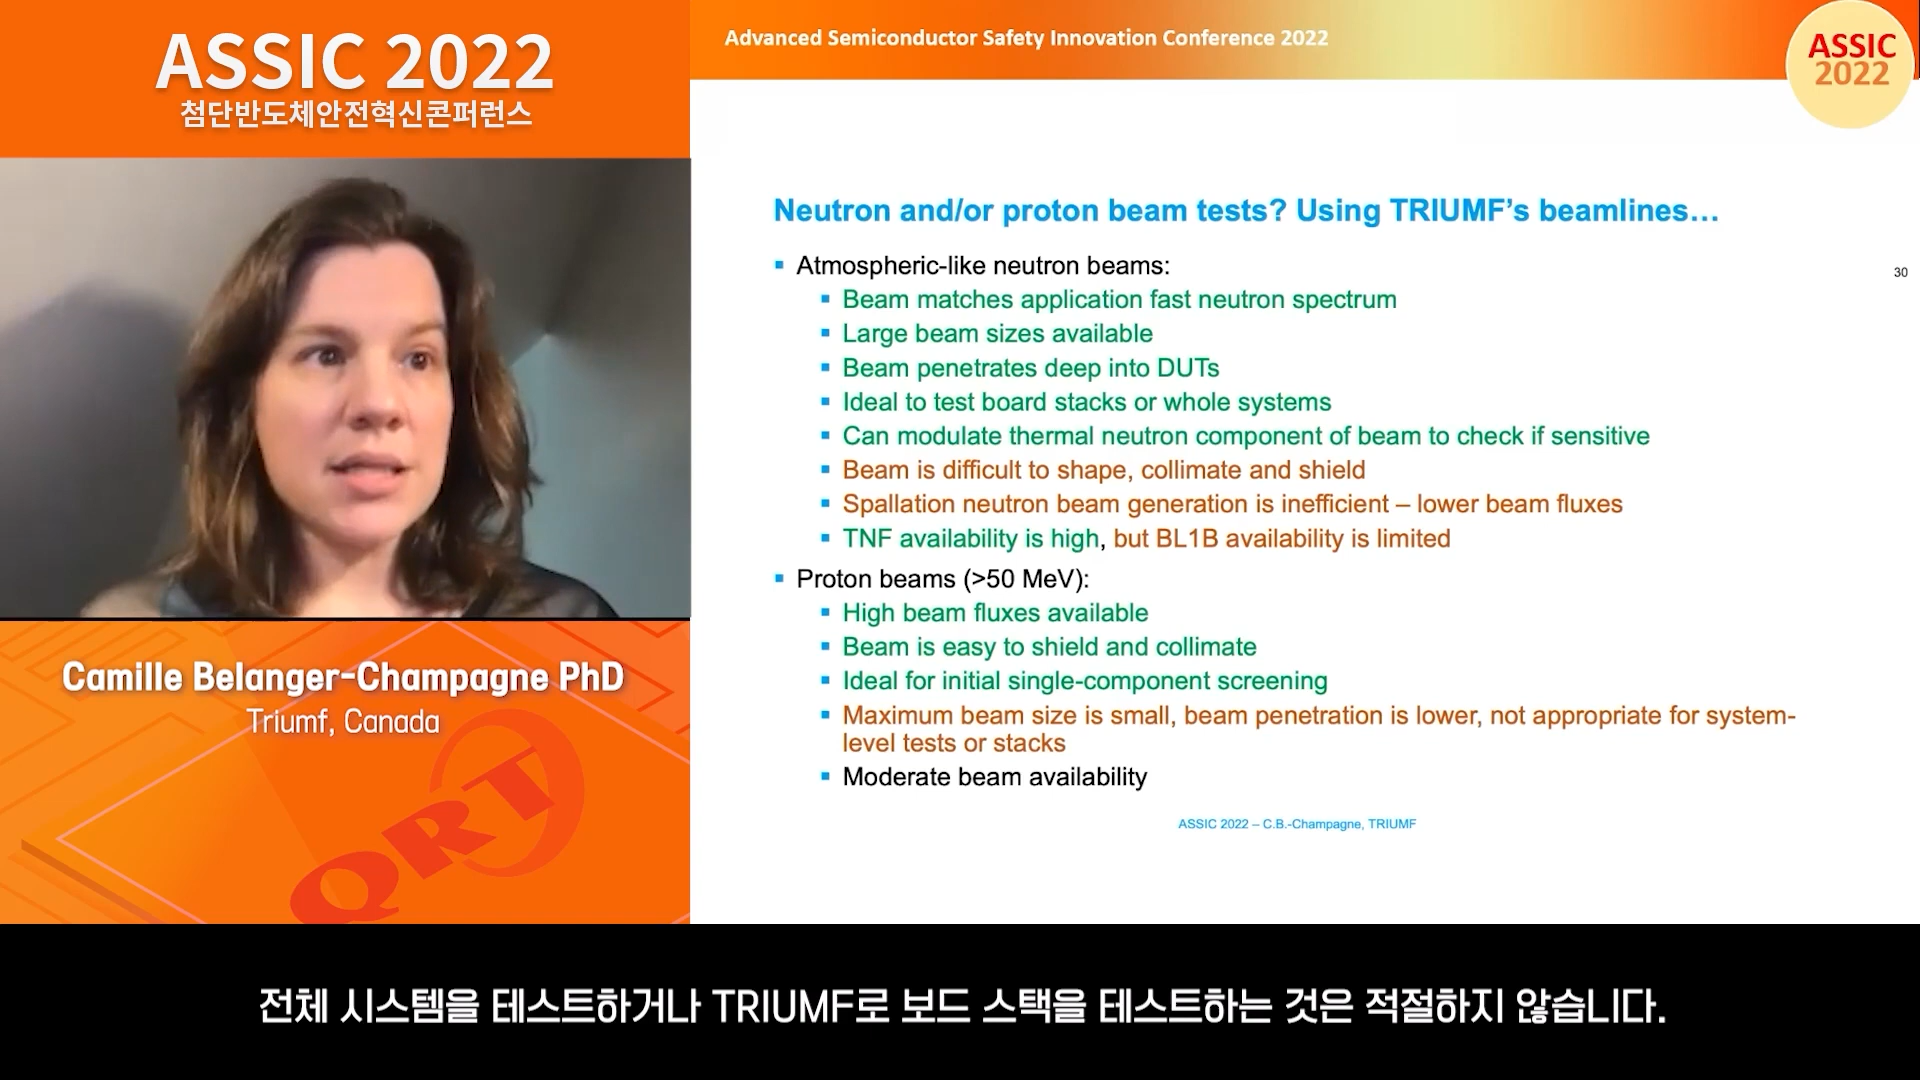 ASSIC 2022
첨단반도체안전혁신콘퍼런스
Camille Belanger-Champagne PhD
Triumf, Canada
QRT
Advanced Semiconductor Safety Innovation Conference 2022
ASSIC
2022
Neutron and/or proton beam tests? Using TRIUMF's beamlines…
30
▪ Atmospheric-like neutron beams:
▪ Beam matches application fast neutron spectrum
▪ Large beam sizes available
▪ Beam penetrates deep into DUTs
▪ Ideal to test board stacks or whole systems
▪ Can modulate thermal neutron component of beam to check if sensitive
▪ Beam is difficult to shape, collimate and shield
▪ Spallation neutron beam generation is inefficient – lower beam fluxes
▪ TNF availability is high, but BL1B availability is limited
▪ Proton beams (>50 MeV):
▪ High beam fluxes available
▪ Beam is easy to shield and collimate
▪ Ideal for initial single-component screening
▪ Maximum beam size is small, beam penetration is lower, not appropriate for system-
level tests or stacks
▪ Moderate beam availability
ASSIC 2022 – C.B.-Champagne, TRIUMF
전체 시스템을 테스트하거나 TRIUMF로 보드 스택을 테스트하는 것은 적절하지 않습니다.